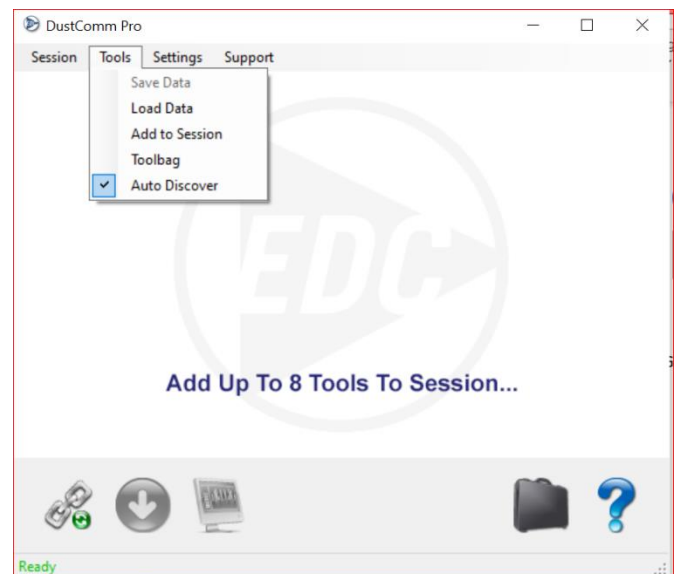 DustComm Pro
Session Tools Settings Support
Save Data
Load Data
Add to Session
Toolbag
Auto Discover
EDC
Add Up To 8 Tools To Session...
?
Ready